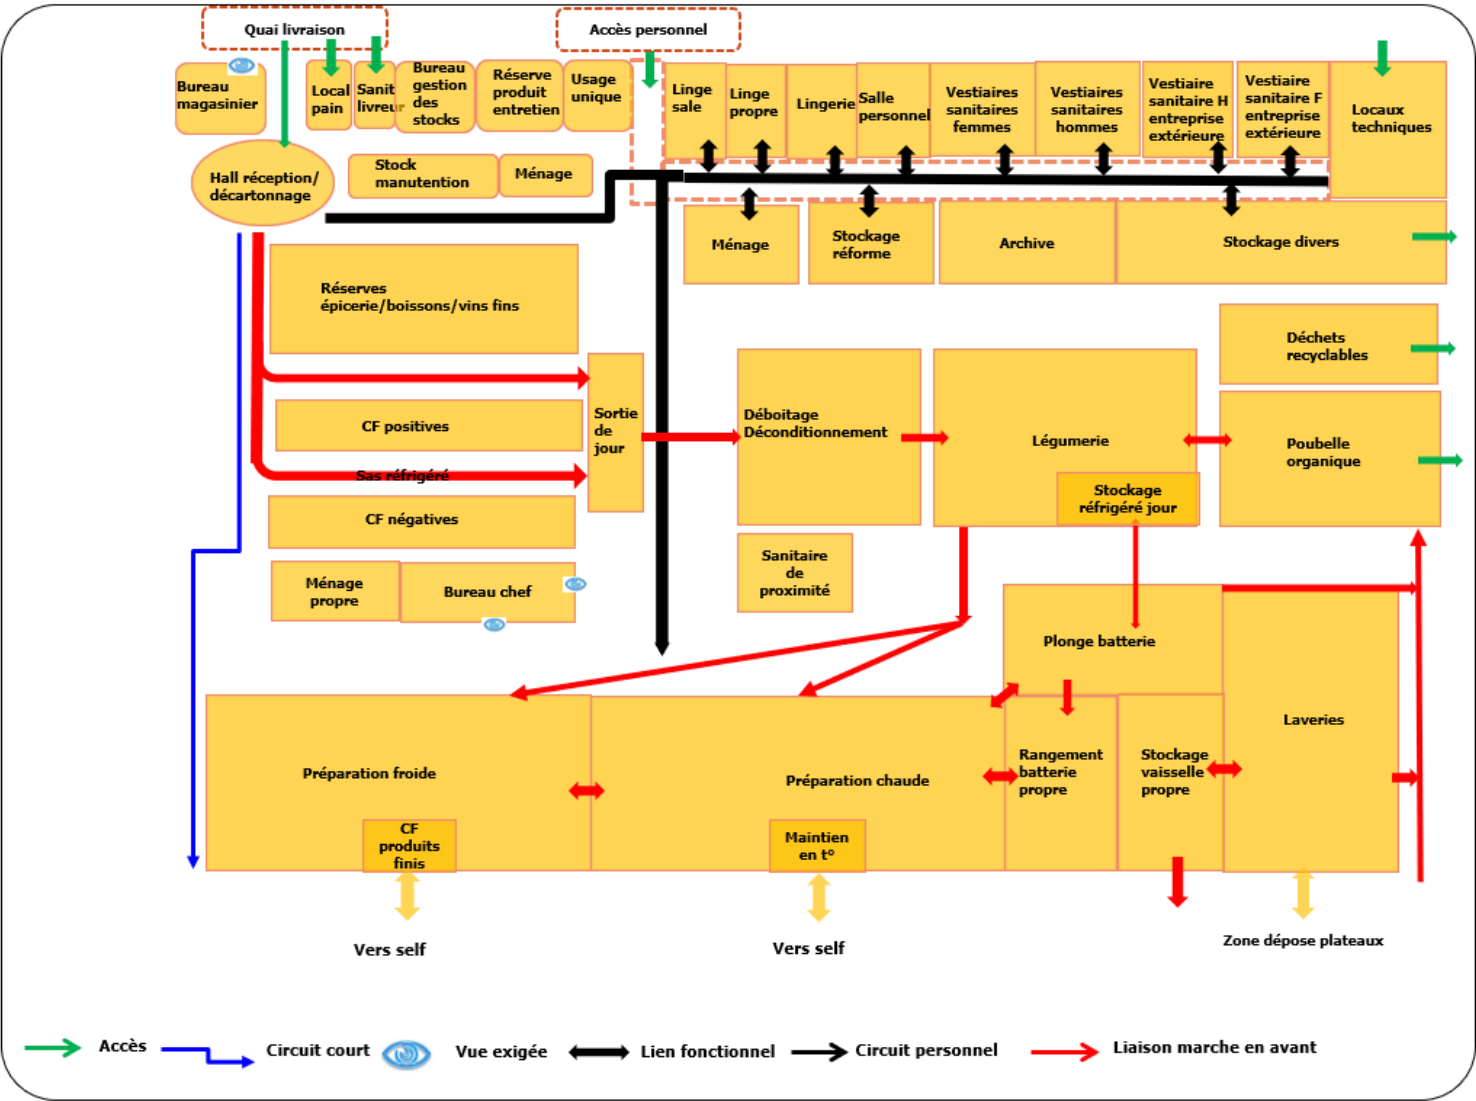 Quai livraison
Accès personnel
Bureau
magasinier
Local
pain
Sanit
livreur
Bureau
gestion
des
stocks
Réserve
produit
entretien
Usage
unique
Linge
sale
Linge
propre
Lingerie
Salle
personnel
Vestiaires
sanitaires
femmes
Vestiaires
sanitaires
hommes
Vestiaire
sanitaire H
entreprise
extérieure
Vestiaire
sanitaire F
entreprise
extérieure
Locaux
techniques
Hall réception/
décartonnage
Stock
manutention
Ménage
Ménage
Stockage
réforme
Archive
Stockage divers
Réserves
épicerie/boissons/vins fins
Déchets
recyclables
CF positives
Sortie
de
jour
Déboitage
Déconditionnement
Légumerie
Poubelle
organique
Sas réfrigéré
Stockage
réfrigéré jour
CF négatives
Sanitaire
de
proximité
Ménage
propre
Bureau chef
Plonge batterie
Laveries
Préparation froide
Préparation chaude
Rangement
batterie
propre
Stockage
vaisselle
propre
CF
produits
finis
Maintien
en t°
Vers self
Vers self
Zone dépose plateaux
Accès
Circuit court
Vue exigée
Lien fonctionnel
Circuit personnel
Liaison marche en avant